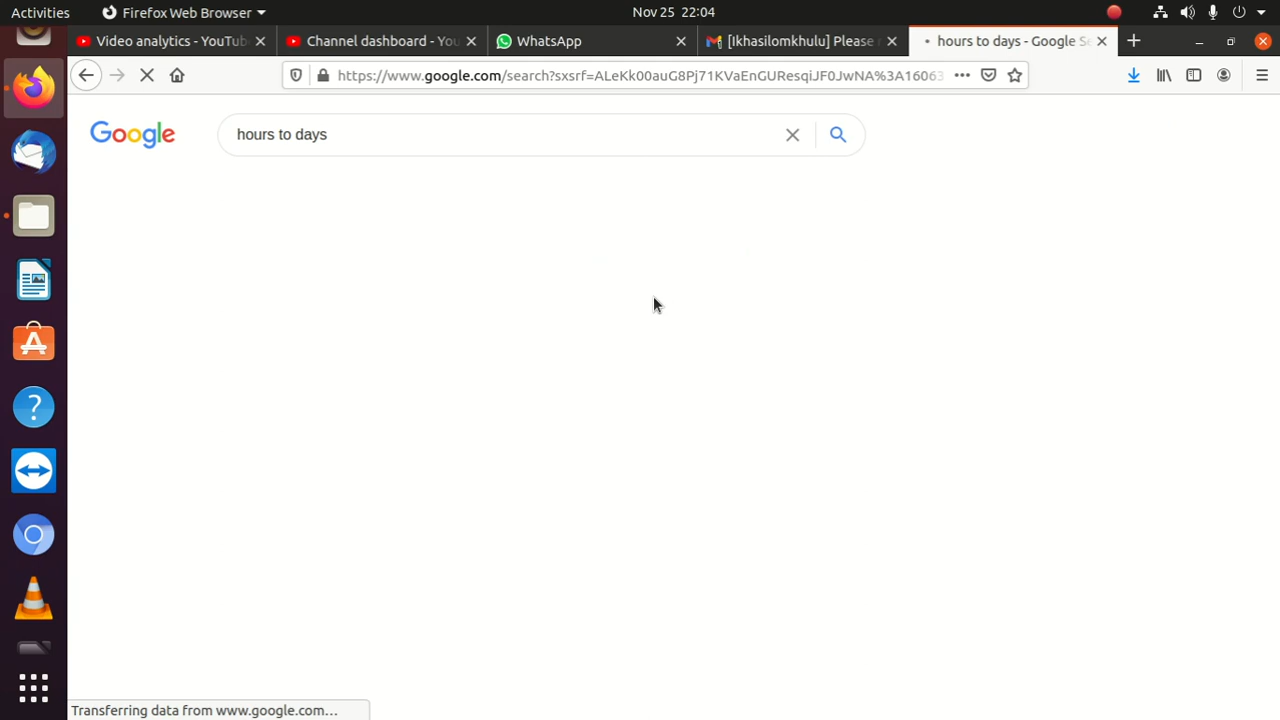 Activities Firefox Web Browser Nov 25 22:04
Video analytics - YouTub Channel dashboard - You WhatsApp [Ikhasilomkhulu] Please r hours to days - Google Se
https://www.google.com/search?sxsrf=ALeKk00auG8Pj71KVaEnGUResqiJF0JwNA%3A16063
Google hours to days
Transferring data from www.google.com…